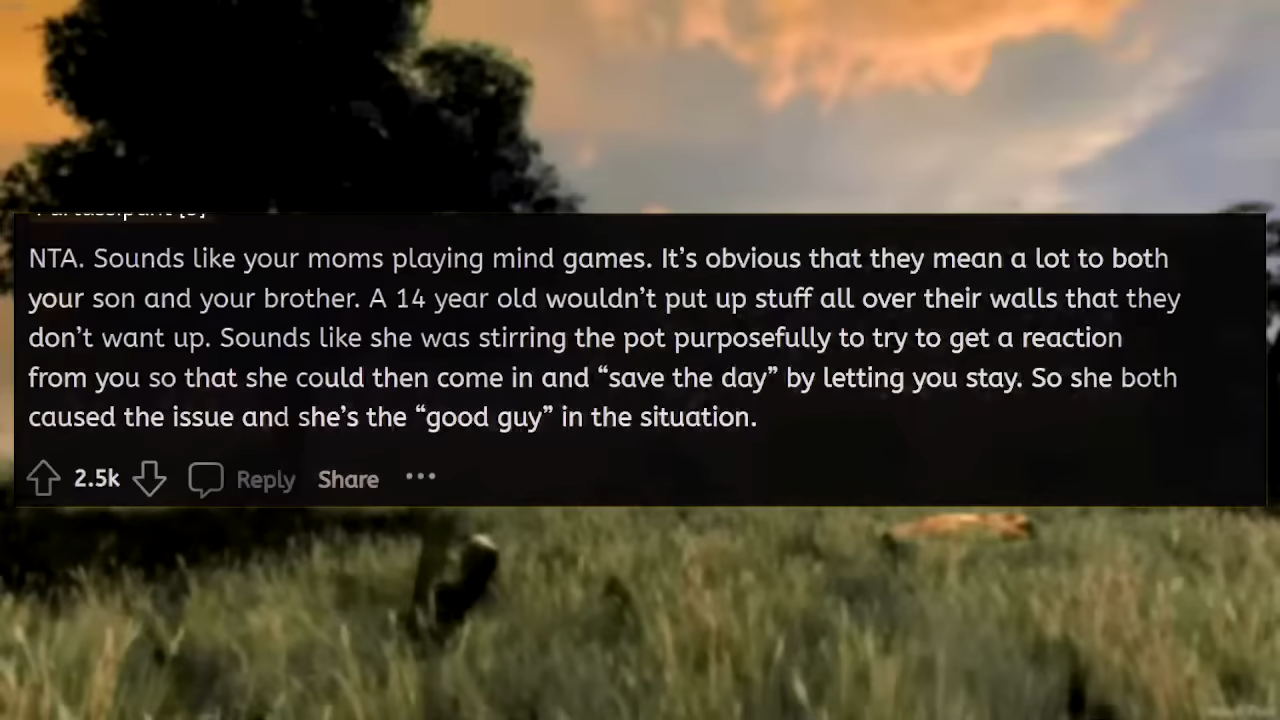 NTA. Sounds like your moms playing mind games. It’s obvious that they mean a lot to both
your son and your brother. A 14 year old wouldn’t put up stuff all over their walls that they
don’t want up. Sounds like she was stirring the pot purposefully to try to get a reaction
from you so that she could then come in and “save the day” by letting you stay. So she both
caused the issue and she’s the “good guy” in the situation.
2.5k Reply Share •••